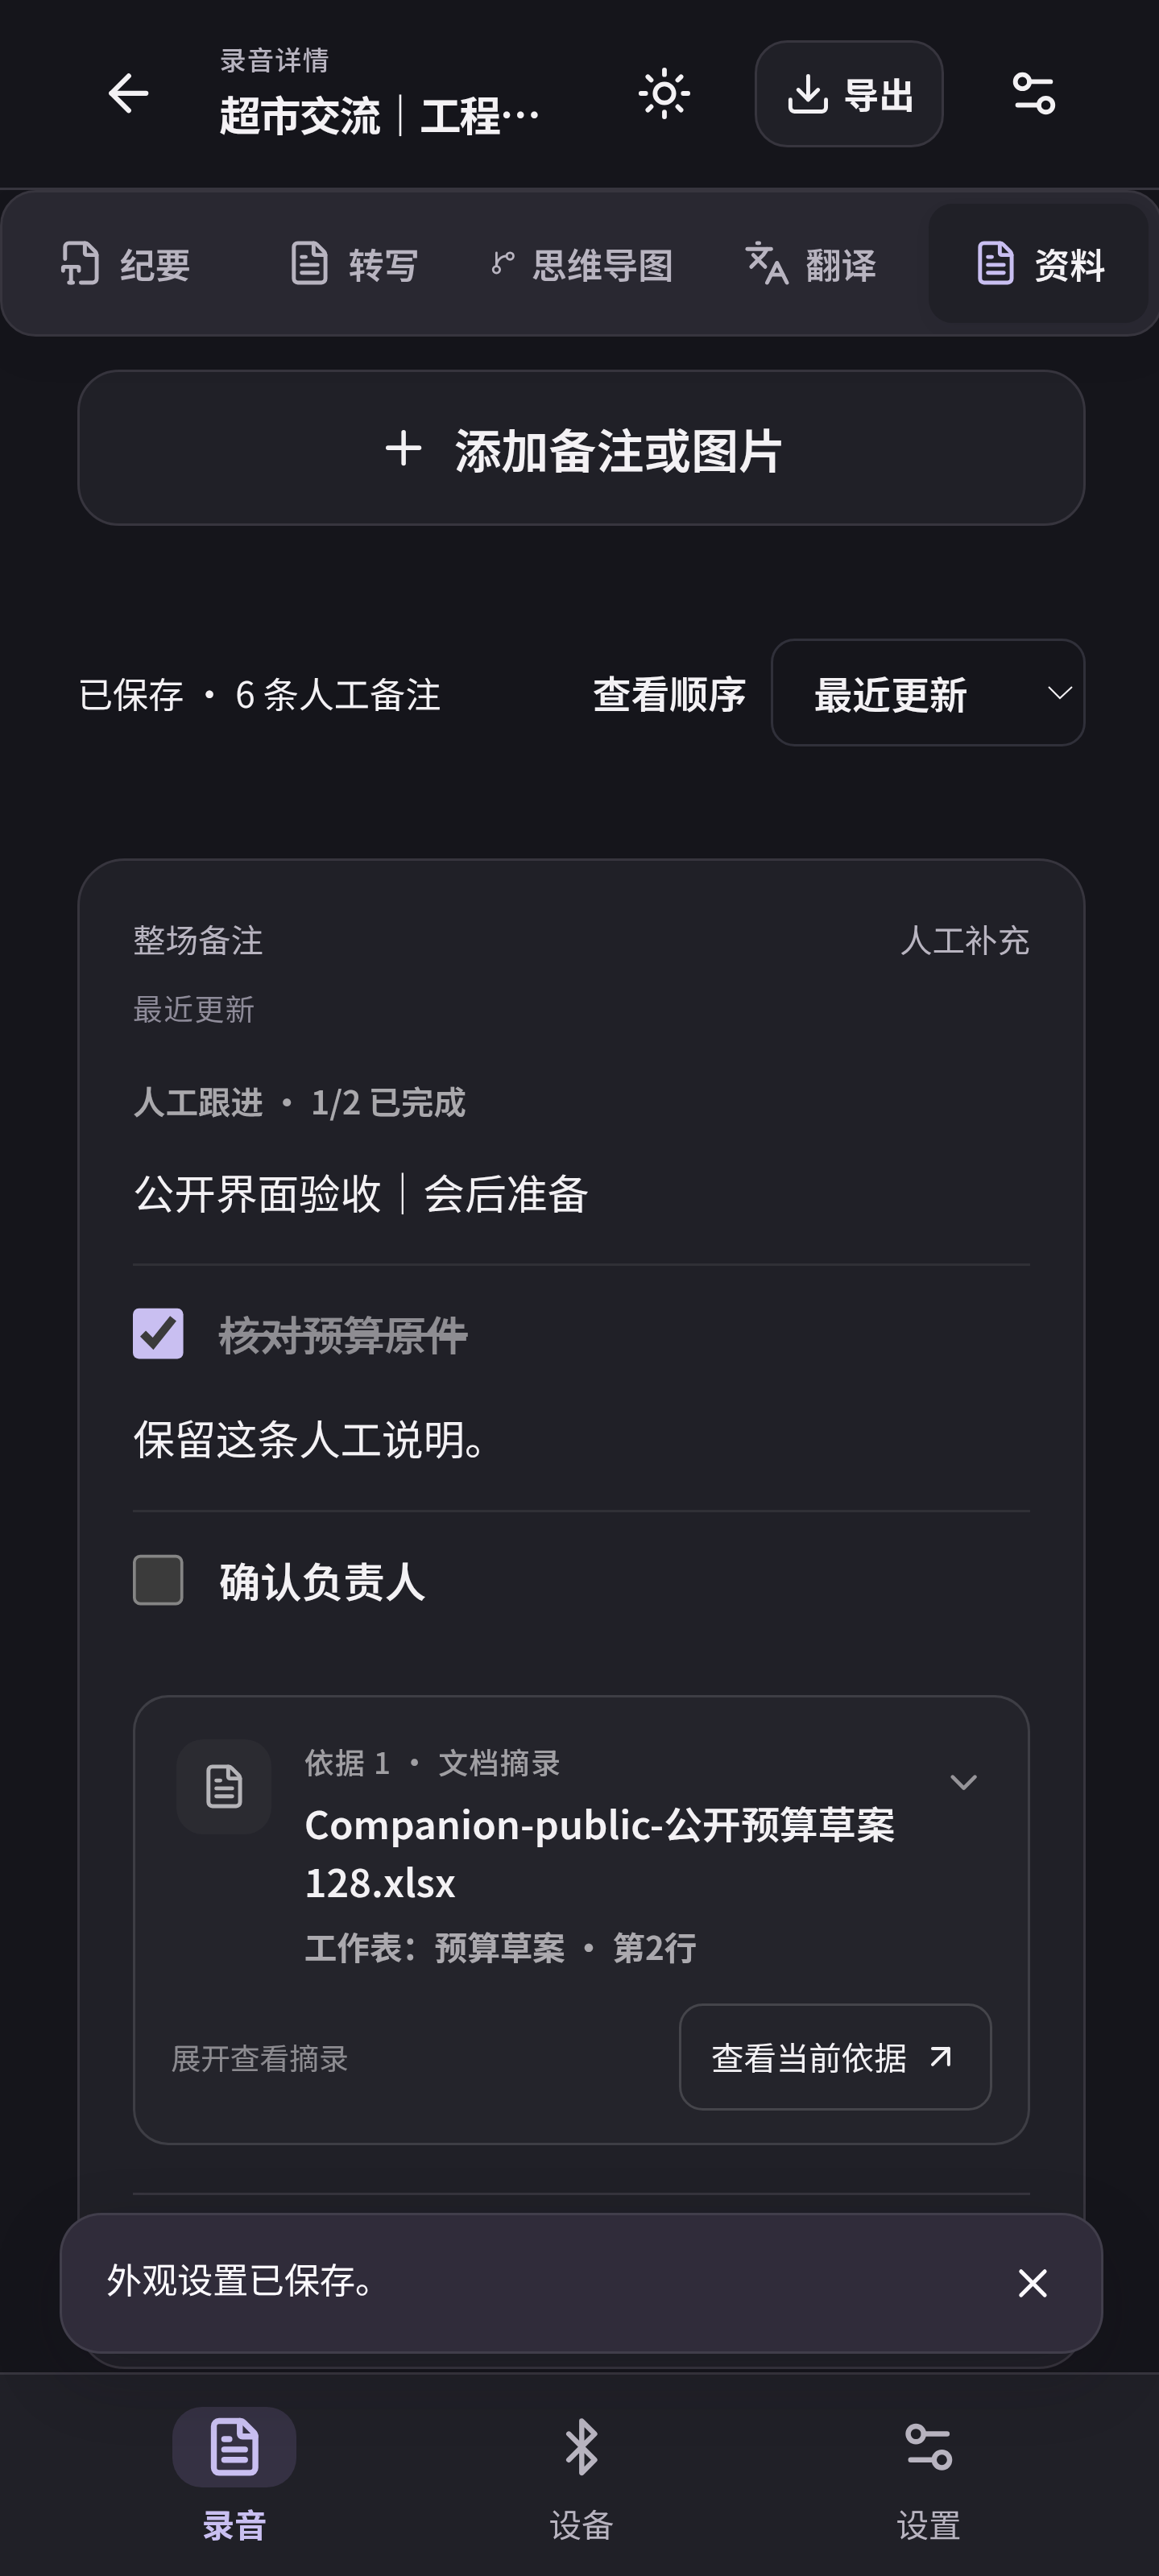 录音详情
超市交流｜工程…
导出
纪要
转写
思维导图
翻译
资料
添加备注或图片
已保存 · 6 条人工备注
查看顺序
最近更新
整场备注
人工补充
最近更新
人工跟进 · 1/2 已完成
公开界面验收｜会后准备
核对预算原件
保留这条人工说明。
确认负责人
依据 1 · 文档摘录
Companion-public-公开预算草案
128.xlsx
工作表：预算草案 · 第2行
展开查看摘录
查看当前依据
外观设置已保存。
录音
设备
设置